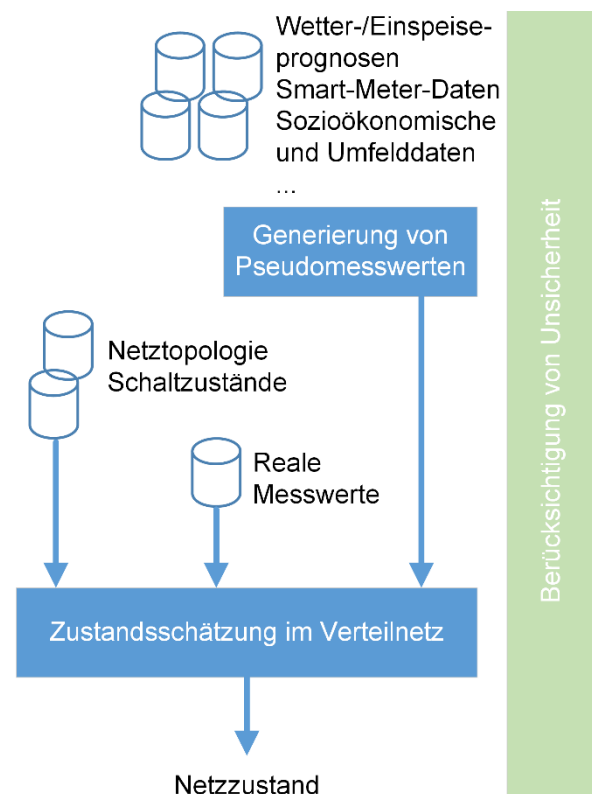 Wetter-/Einspeise-
prognosen
Smart-Meter-Daten
Sozioökonomische
und Umfelddaten
...
Generierung von
Pseudomesswerten
Netztopologie
Schaltzustände
Reale
Messwerte
Zustandsschätzung im Verteilnetz
Netzzustand
Berücksichtigung von Unsicherheit